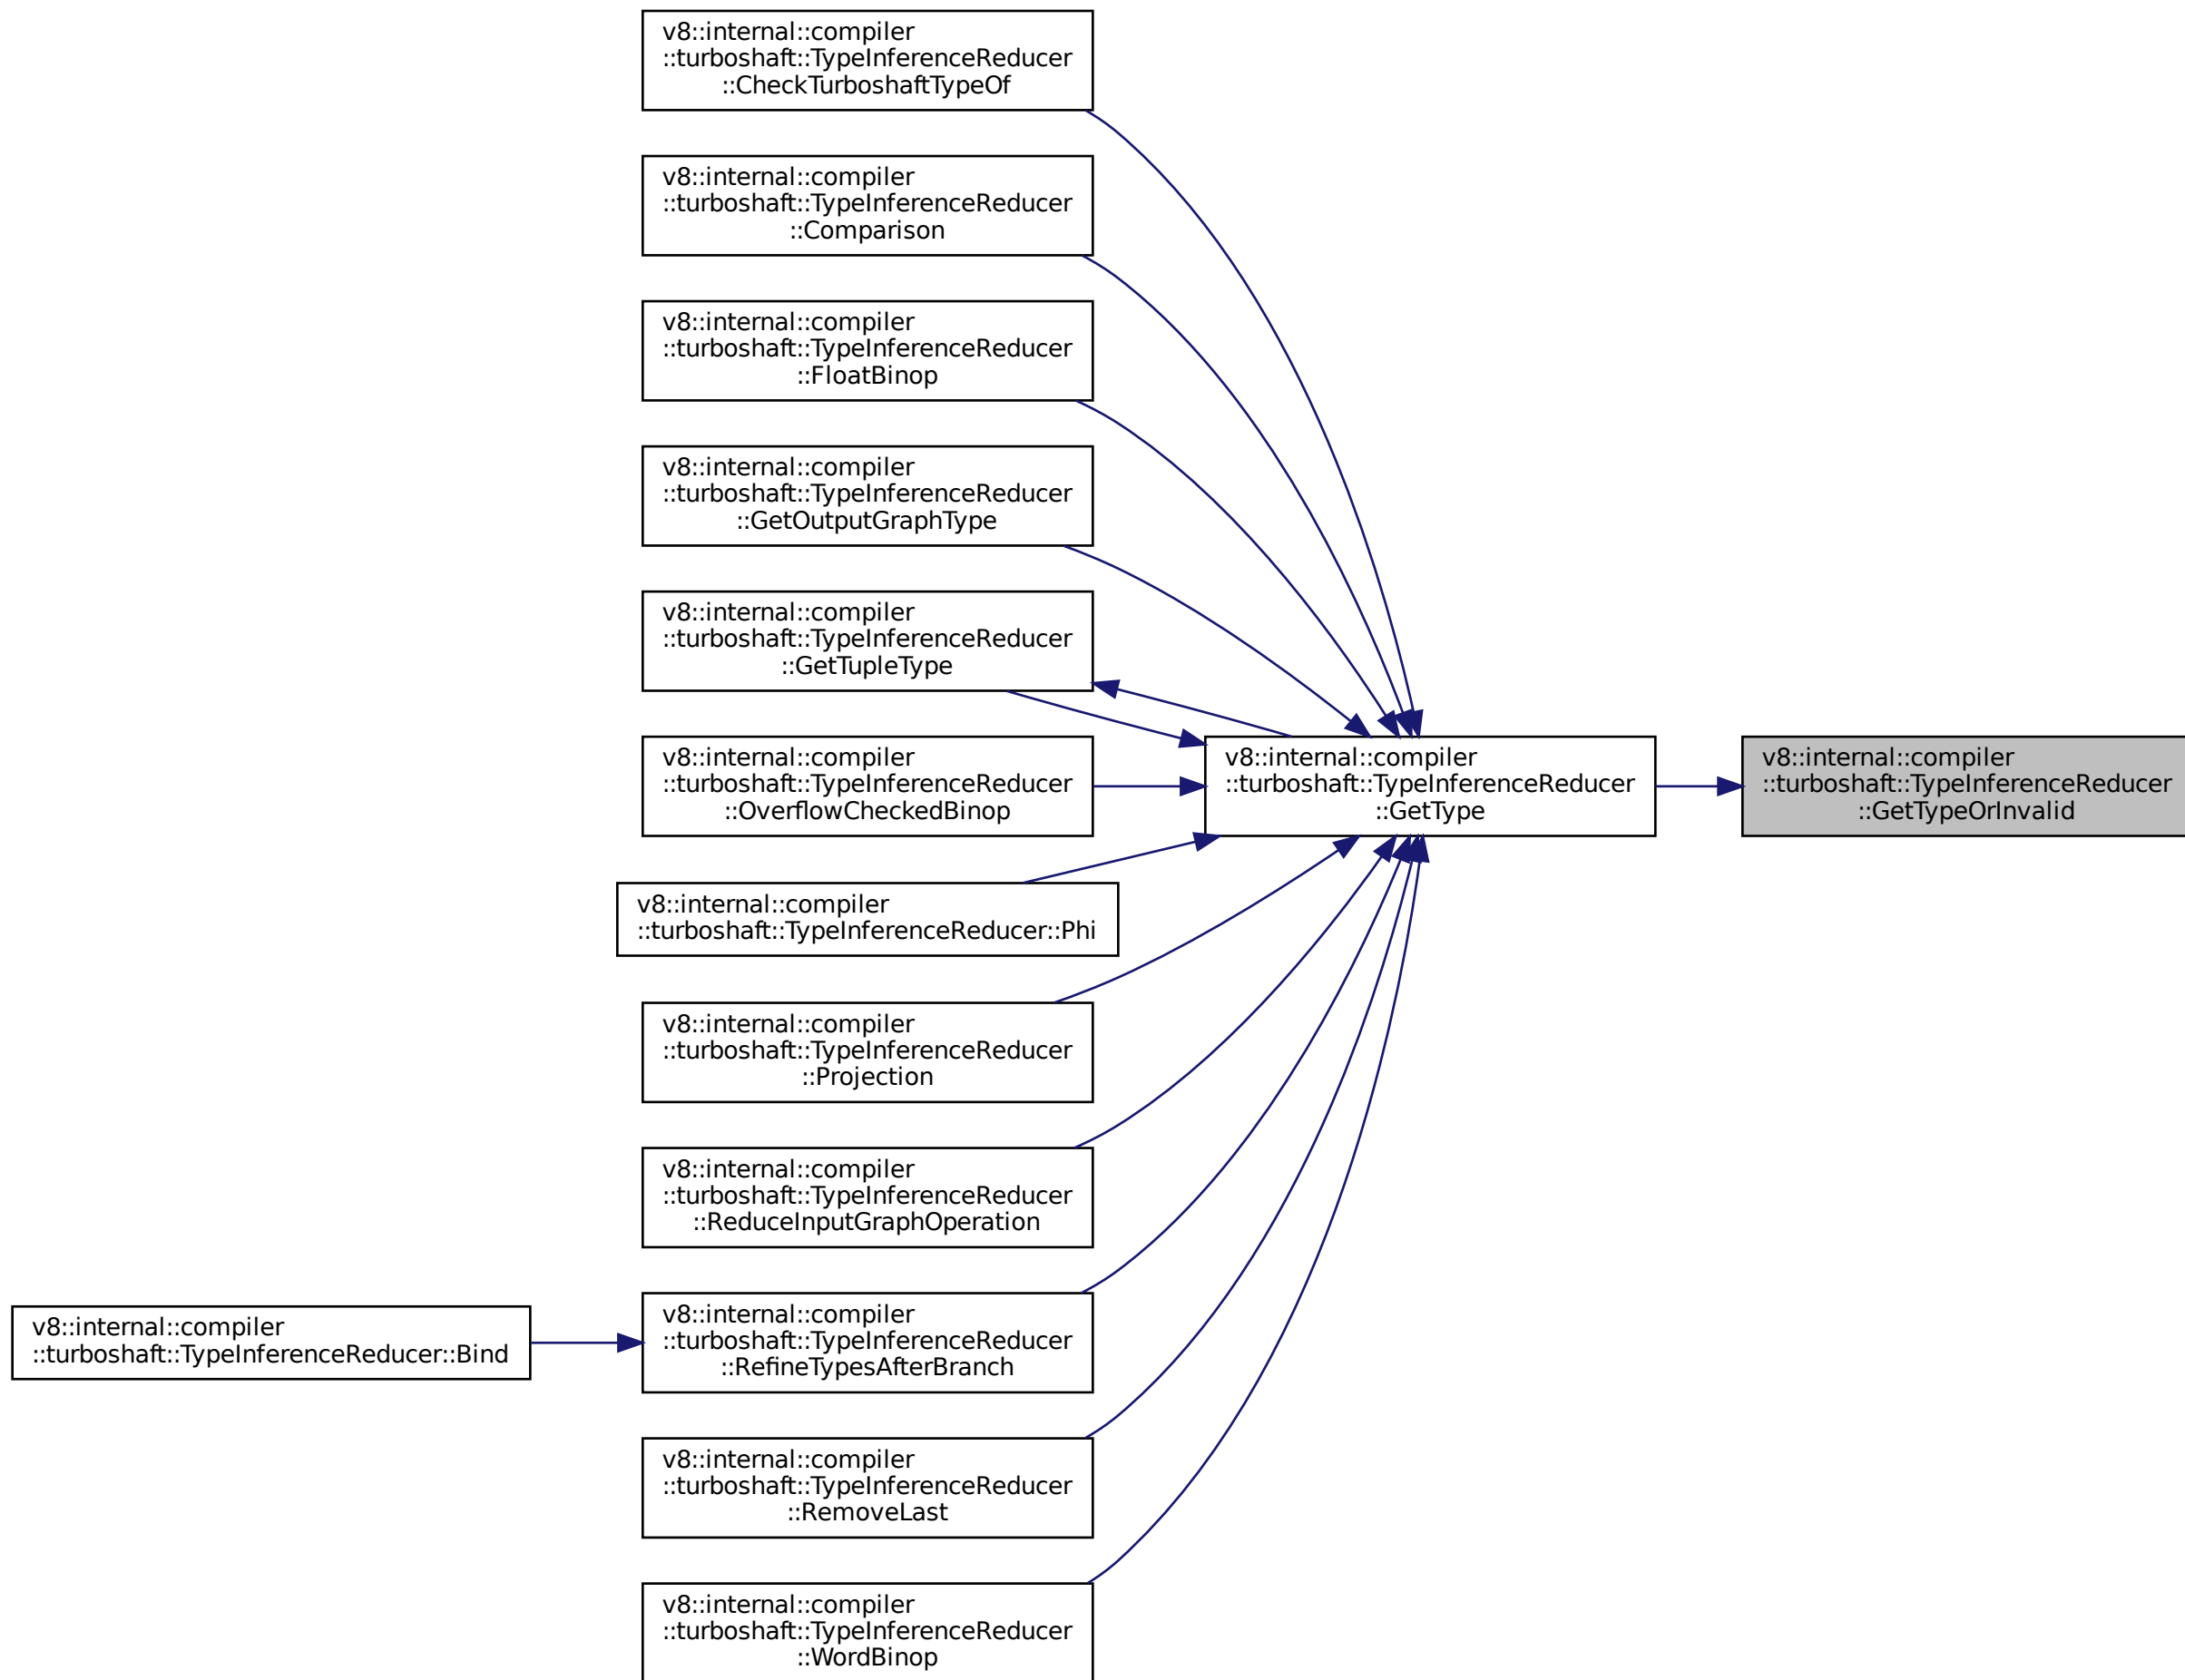 v8::internal::compiler
::turboshaft::TypeInferenceReducer
::CheckTurboshaftTypeOf
v8::internal::compiler
::turboshaft::TypeInferenceReducer
::Comparison
v8::internal::compiler
::turboshaft::TypeInferenceReducer
::FloatBinop
v8::internal::compiler
::turboshaft::TypeInferenceReducer
::GetOutputGraphType
v8::internal::compiler
::turboshaft::TypeInferenceReducer
::GetTupleType
v8::internal::compiler
::turboshaft::TypeInferenceReducer
::OverflowCheckedBinop
v8::internal::compiler
::turboshaft::TypeInferenceReducer
::GetType
v8::internal::compiler
::turboshaft::TypeInferenceReducer
::GetTypeOrInvalid
v8::internal::compiler
::turboshaft::TypeInferenceReducer::Phi
v8::internal::compiler
::turboshaft::TypeInferenceReducer
::Projection
v8::internal::compiler
::turboshaft::TypeInferenceReducer
::ReduceInputGraphOperation
v8::internal::compiler
::turboshaft::TypeInferenceReducer::Bind
v8::internal::compiler
::turboshaft::TypeInferenceReducer
::RefineTypesAfterBranch
v8::internal::compiler
::turboshaft::TypeInferenceReducer
::RemoveLast
v8::internal::compiler
::turboshaft::TypeInferenceReducer
::WordBinop